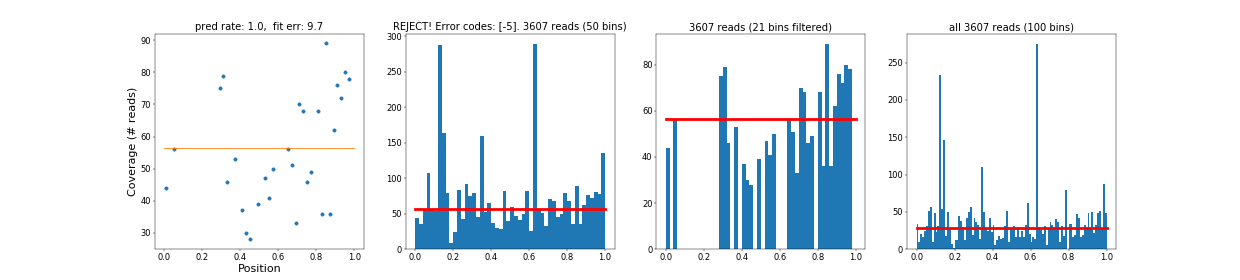 pred rate: 1.0, fit err: 9.7
REJECT! Error codes: [-5]. 3607 reads (50 bins)
3607 reads (21 bins filtered)
all 3607 reads (100 bins)
Coverage (# reads)
90
80
70
60
50
40
30
0.0 0.2 0.4 0.6 0.8 1.0
Position
300
250
200
150
100
50
0
0.0 0.2 0.4 0.6 0.8 1.0
80
60
40
20
0
0.0 0.2 0.4 0.6 0.8 1.0
250
200
150
100
50
0
0.0 0.2 0.4 0.6 0.8 1.0